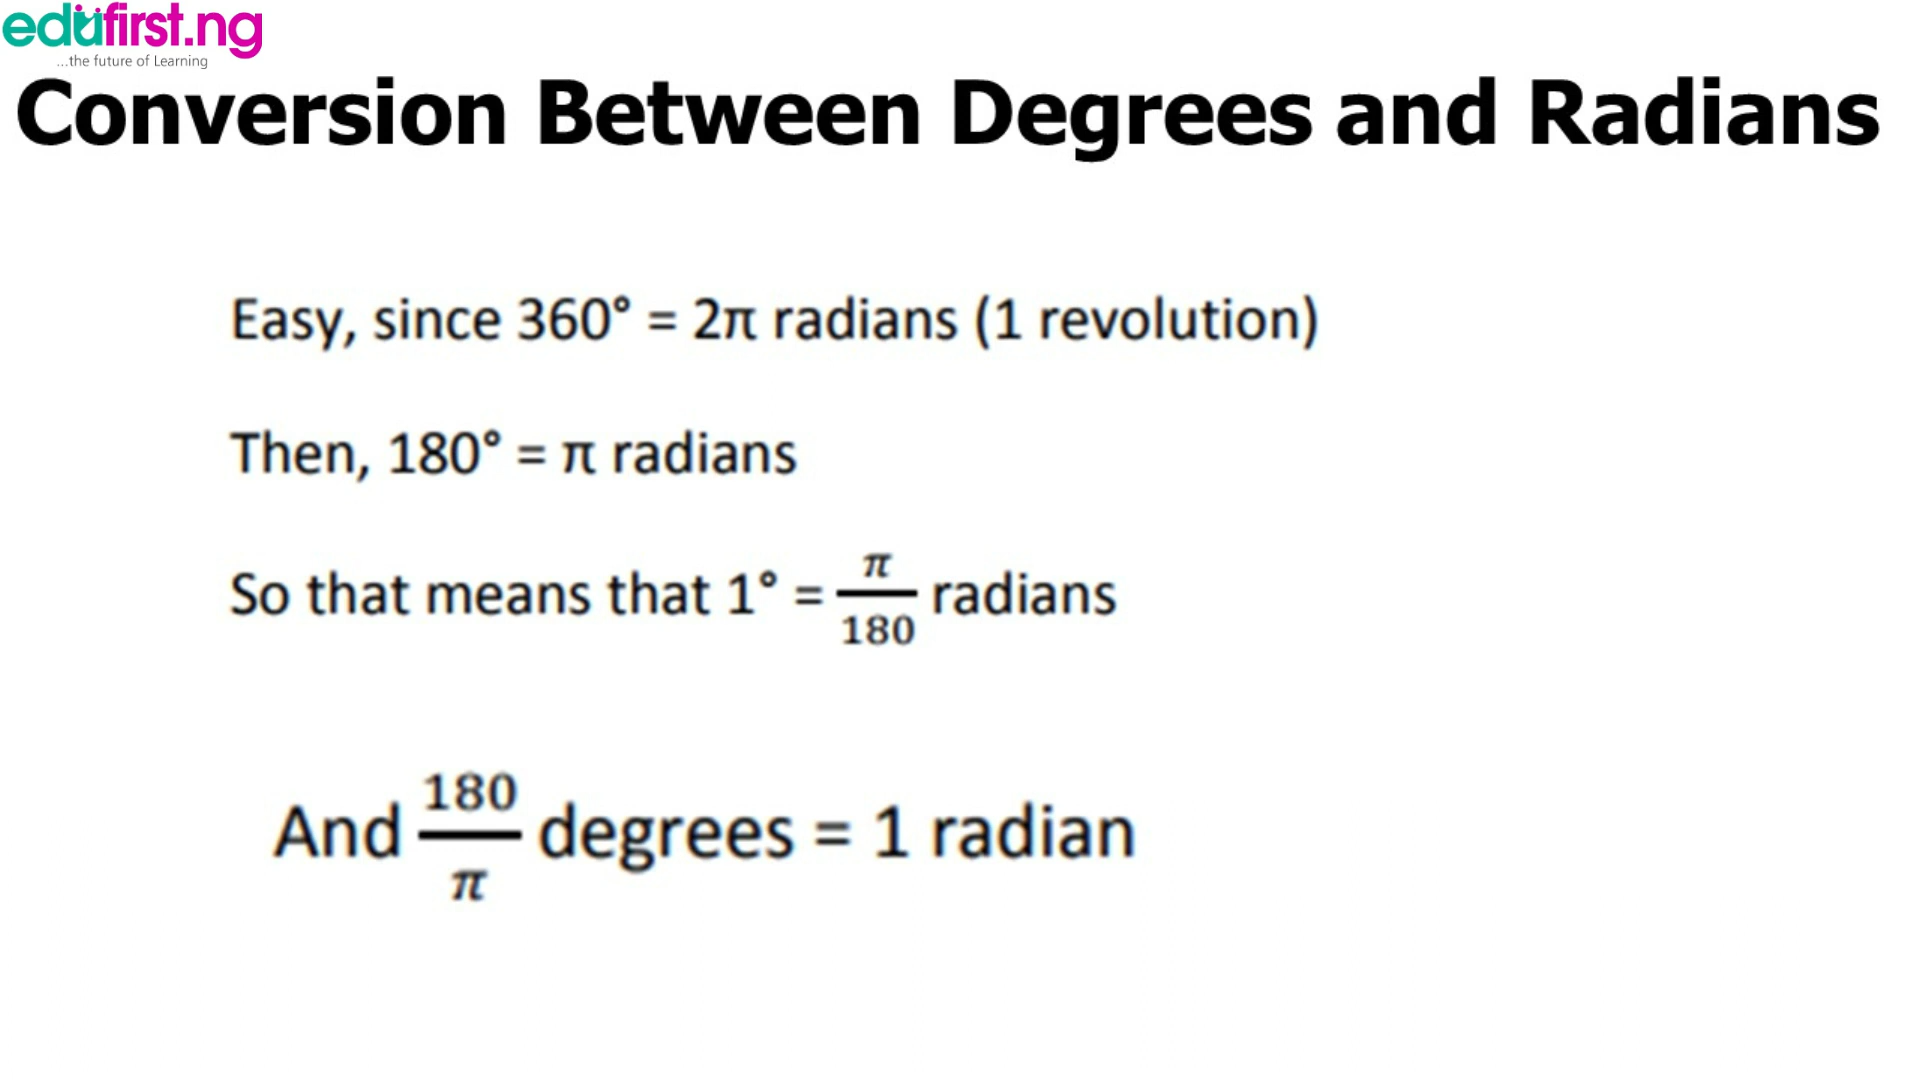 edufirst.ng
...the future of Learning
Conversion Between Degrees and Radians
Easy, since 360° = 2π radians (1 revolution)
Then, 180° = π radians
So that means that 1° = π/180 radians
And 180/π degrees = 1 radian